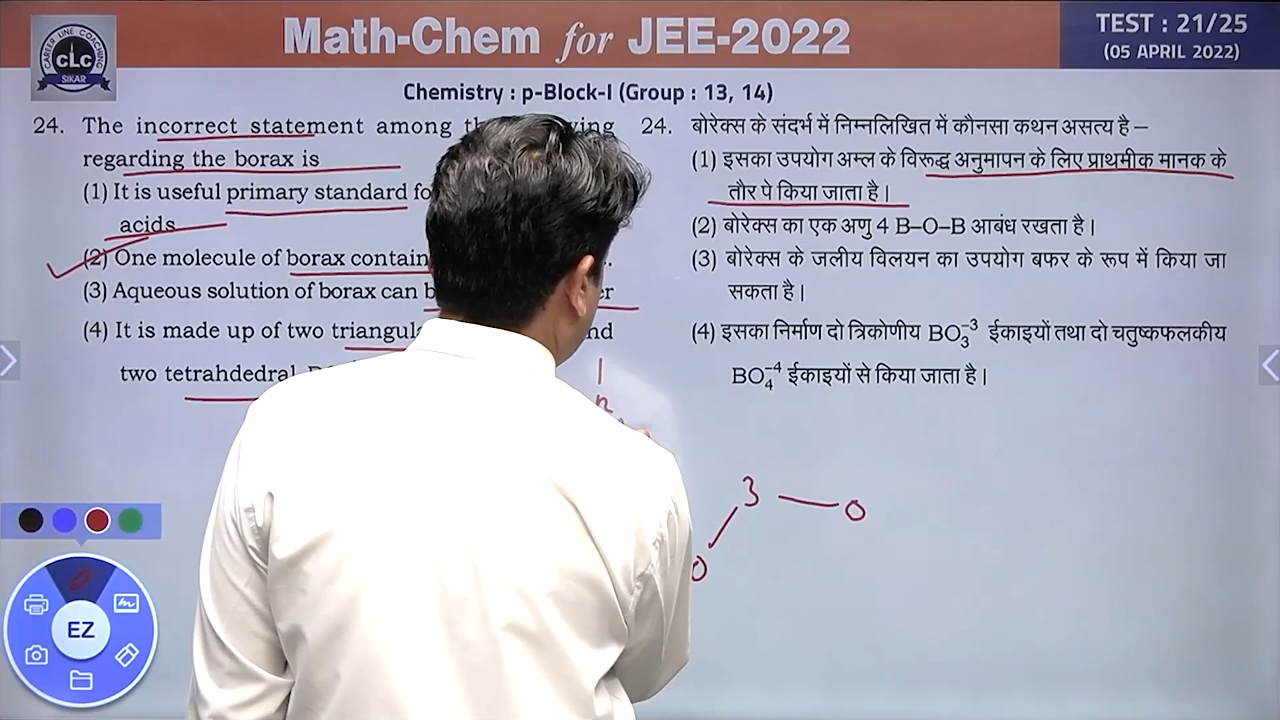 CAREER LINE COACHING
CLC
SIKAR
Math-Chem for JEE-2022
TEST : 21/25
(05 APRIL 2022)
Chemistry : p-Block-I (Group : 13, 14)
24. The incorrect statement among
regarding the borax is
(1) It is useful primary standard
acids
(2) One molecule of borax
(3) Aqueous solution of borax can
(4) It is made up of two
two tetrahdedral
24. बोरेक्स के संदर्भ में निम्नलिखित में कौनसा कथन असत्य है –
(1) इसका उपयोग अम्ल के विरूद्ध अनुमापन के लिए प्राथमीक मानक के
तौर पे किया जाता है।
(2) बोरेक्स का एक अणु 4 B–O–B आबंध रखता है।
(3) बोरेक्स के जलीय विलयन का उपयोग बफर के रूप में किया जा
सकता है।
(4) इसका निर्माण दो त्रिकोणीय BO₃⁻³ ईकाइयों तथा दो चतुष्कफलकीय
BO₄⁻⁴ ईकाइयों से किया जाता है।
O
O
EZ